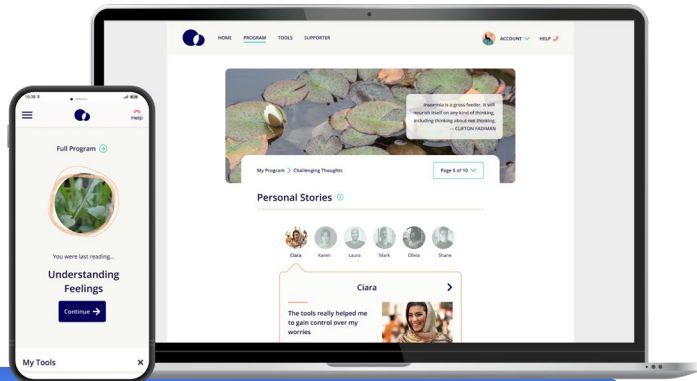 HOME PROGRAM TOOLS SUPPORTER
ACCOUNT HELP
Insomnia is a gross feeder. It will
nourish itself on any kind of thinking,
including thinking about not thinking.
— CLIFTON FADIMAN
My Program > Challenging Thoughts
Page 6 of 10
Personal Stories
Ciara Karen Laura Mark Olivia Shane
Ciara
The tools really helped me
to gain control over my
worries
15:38
Help
Full Program
You were last reading...
Understanding
Feelings
Continue
My Tools